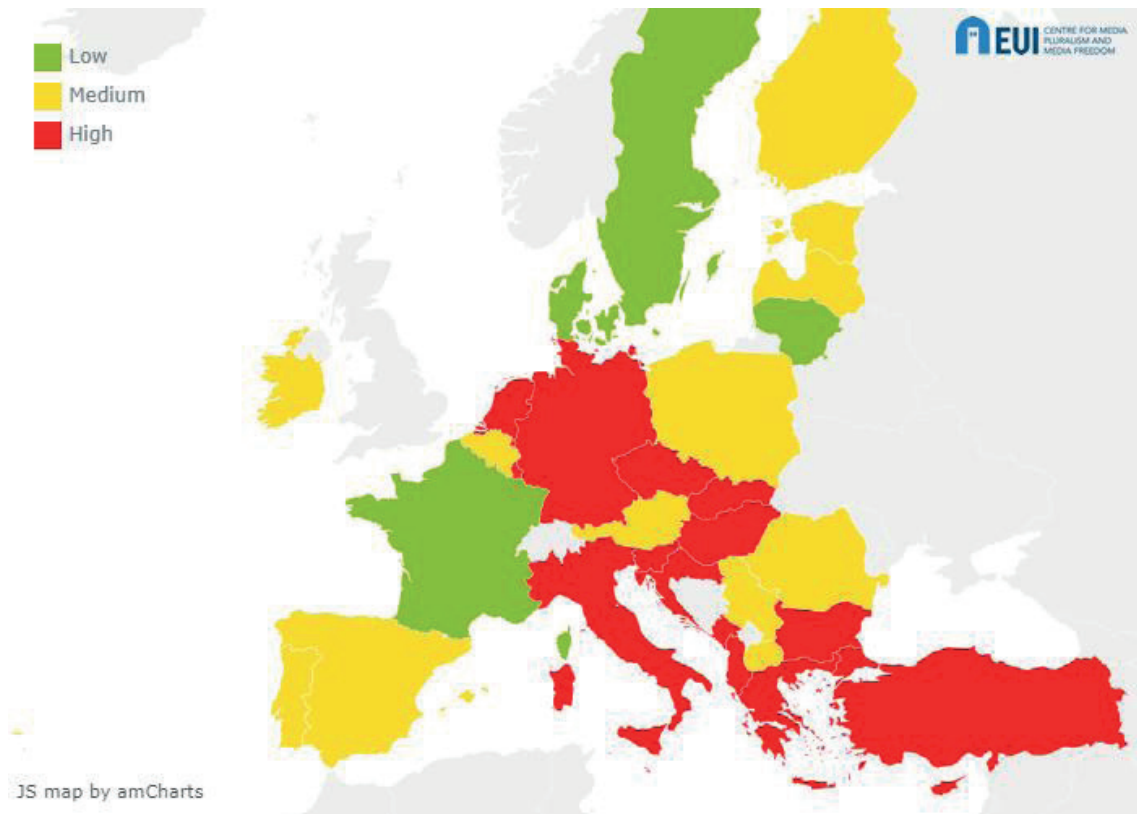 Low
Medium
High
EUI
CENTRE FOR MEDIA
PLURALISM AND
MEDIA FREEDOM
JS map by amCharts